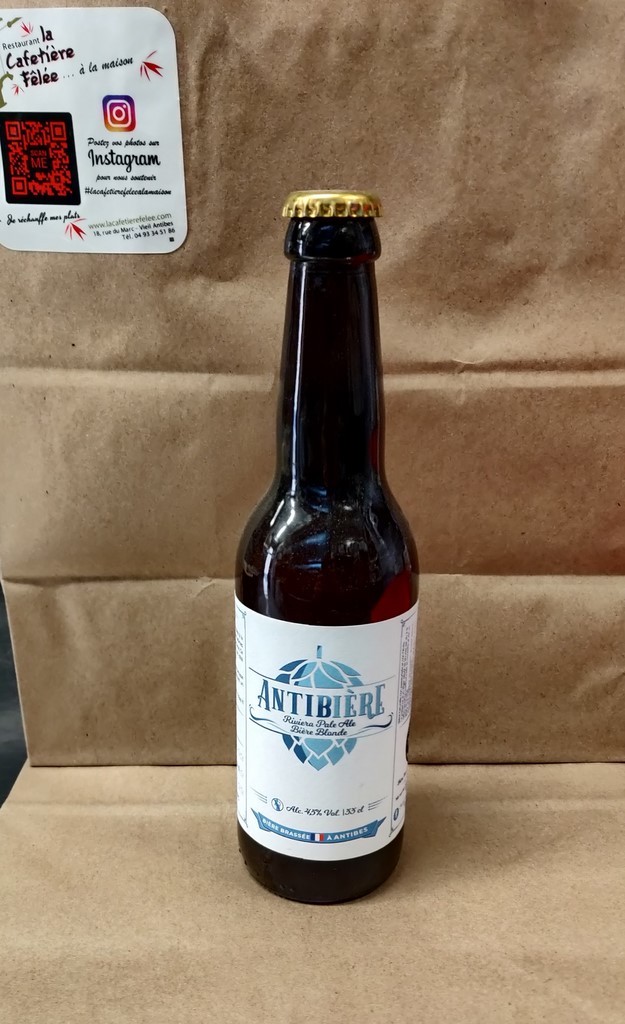 Restaurant la
Cafetière
Fêlée ... à la maison
SCAN
ME
Postez vos photos sur
Instagram
pour nous soutenir
#lacafetierefeleealamaison
Je réchauffe mes plats
www.lacafetierefelee.com
18, rue du Marc - Vieil Antibes
Tél. 04 93 34 51 86
ANTIBIÈRE
Riviera Pale Ale
Bière Blonde
Alc. 4,5% Vol. | 33 cl
BIÈRE BRASSÉE À ANTIBES